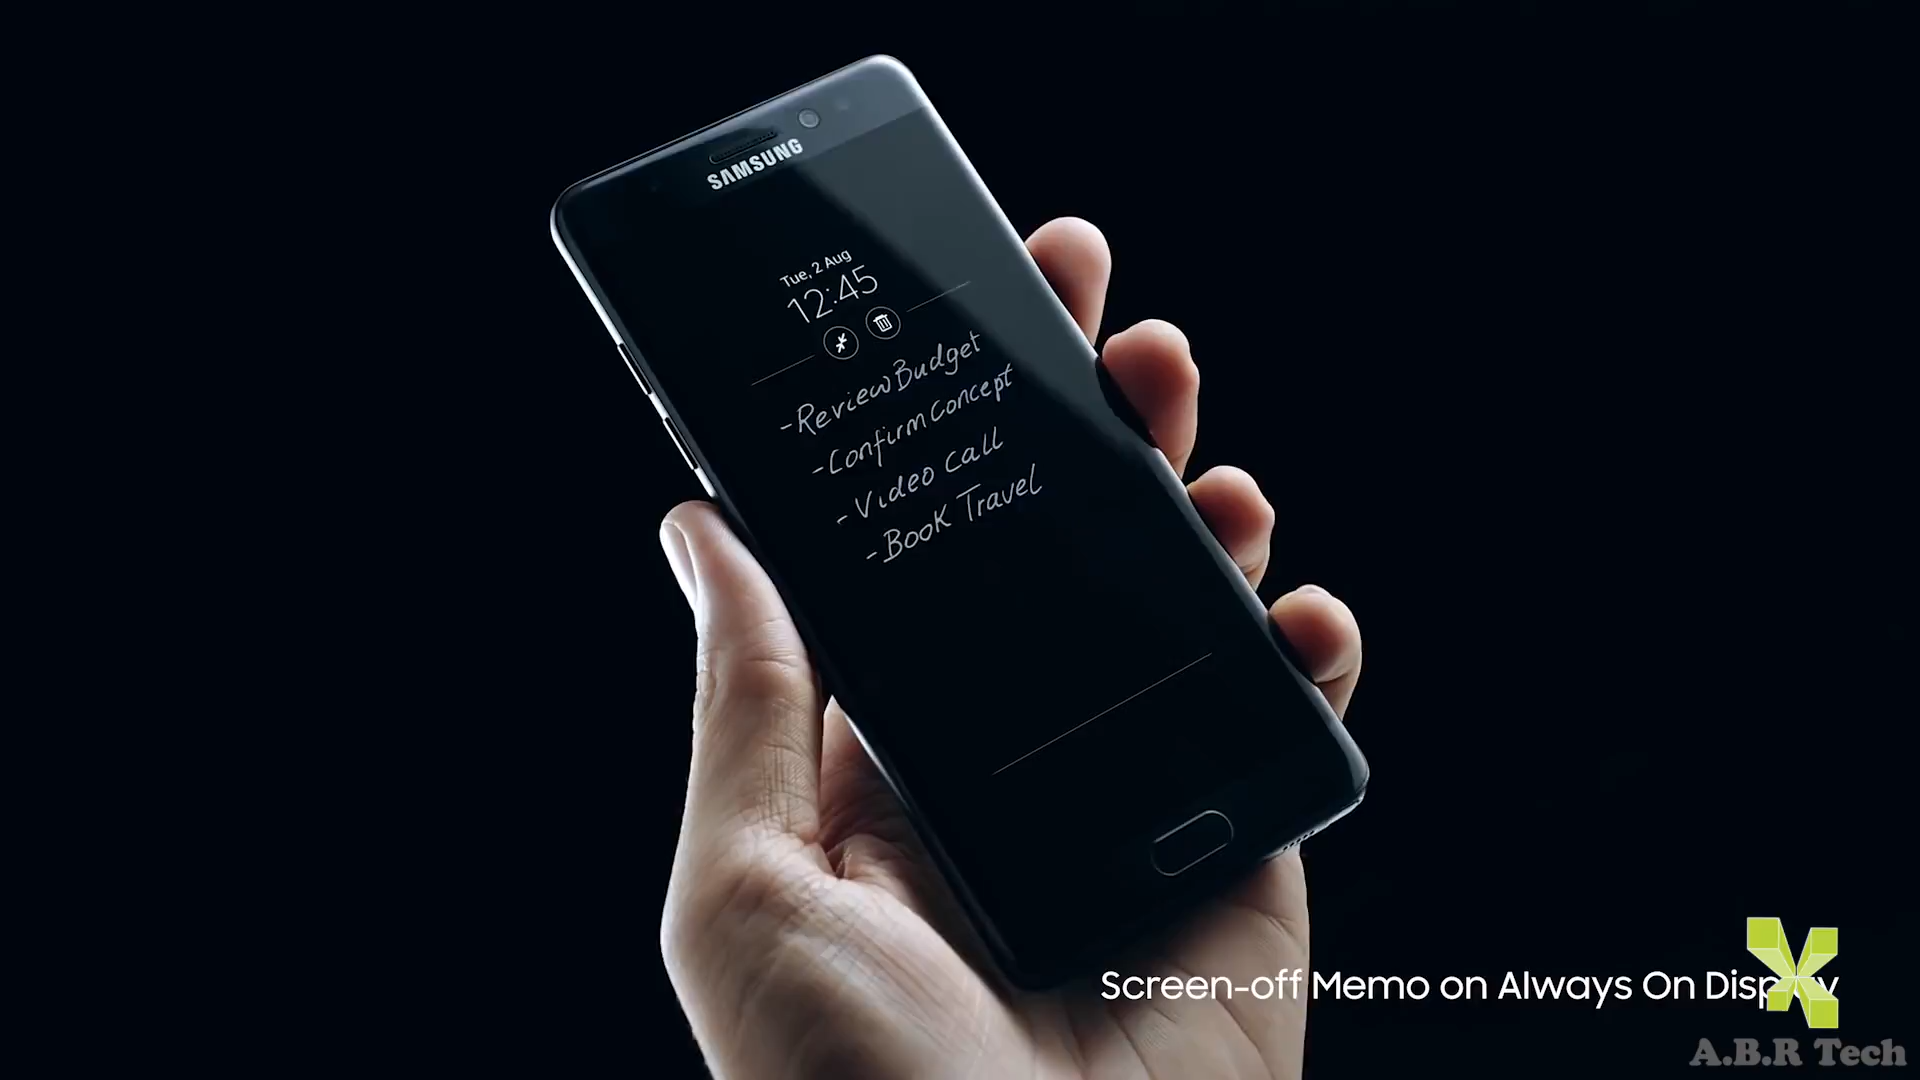 SAMSUNG
Tue, 2 Aug
12:45
-Review Budget
-Confirm Concept
-Video Call
-Book Travel
Screen-off Memo on Always On Display
A.B.R Tech